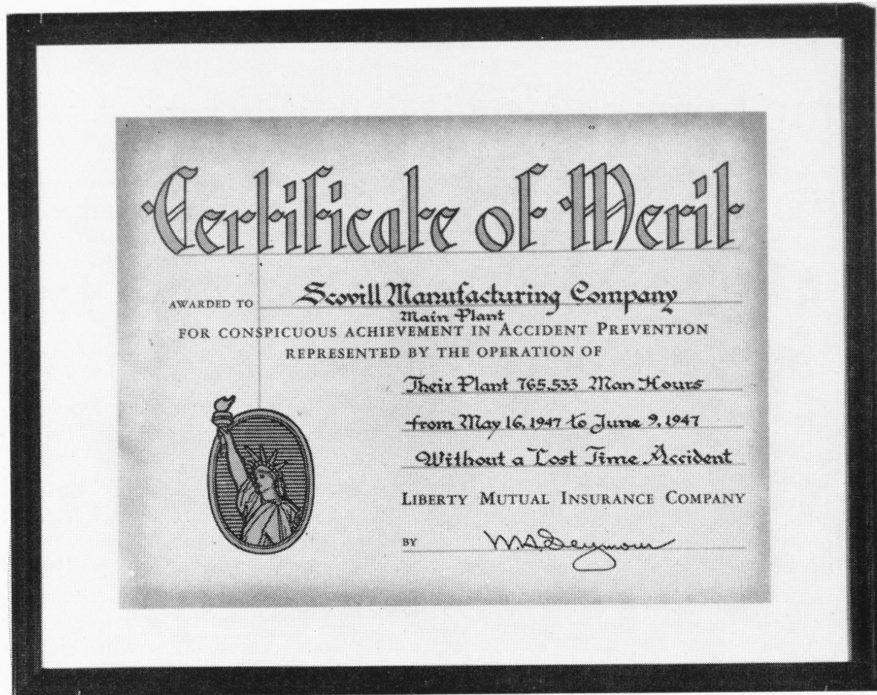 Certificate of Merit
AWARDED TO Scovill Manufacturing Company
Main Plant
FOR CONSPICUOUS ACHIEVEMENT IN ACCIDENT PREVENTION
REPRESENTED BY THE OPERATION OF
Their Plant 765,533 Man Hours
from May 16, 1947 to June 9, 1947
Without a Lost Time Accident
LIBERTY MUTUAL INSURANCE COMPANY
BY W.A. Seymour